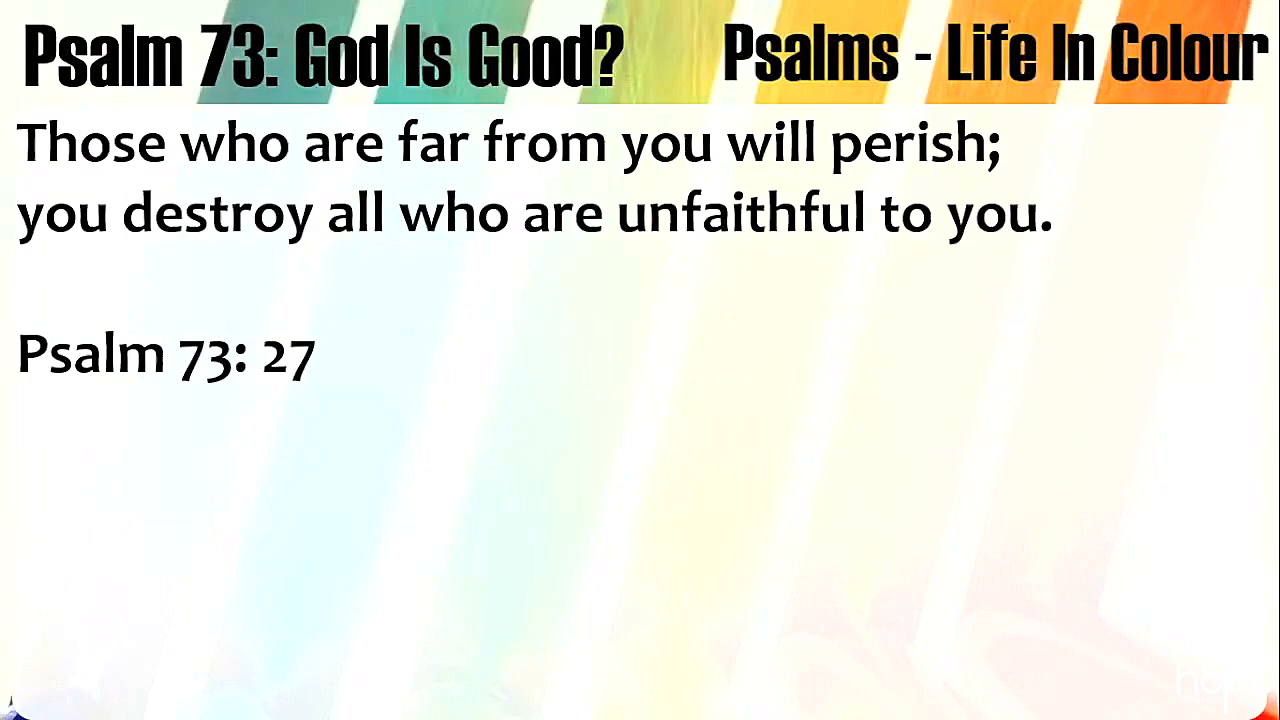 Psalm 73: God Is Good?
Psalms - Life In Colour
Those who are far from you will perish;
you destroy all who are unfaithful to you.
Psalm 73: 27